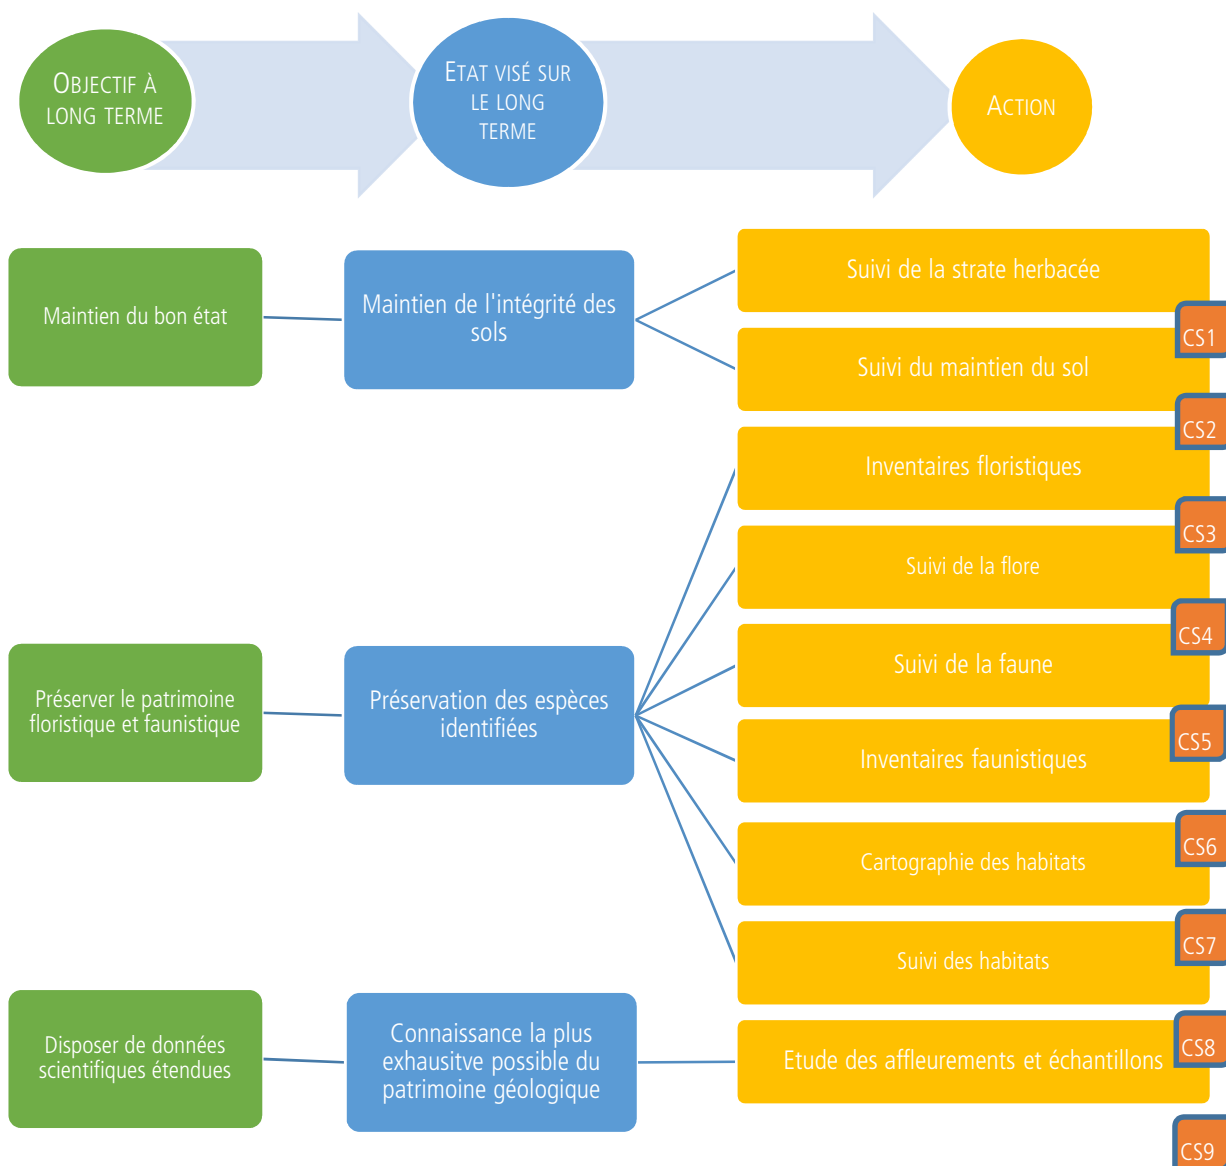 OBJECTIF À
LONG TERME
ETAT VISÉ SUR
LE LONG
TERME
ACTION
Maintien du bon état
Maintien de l'intégrité des
sols
Suivi de la strate herbacée
CS1
Suivi du maintien du sol
CS2
Préserver le patrimoine
floristique et faunistique
Préservation des espèces
identifiées
Inventaires floristiques
CS3
Suivi de la flore
CS4
Suivi de la faune
CS5
Inventaires faunistiques
CS6
Cartographie des habitats
CS7
Suivi des habitats
CS8
Disposer de données
scientifiques étendues
Connaissance la plus
exhausitve possible du
patrimoine géologique
Etude des affleurements et échantillons
CS9